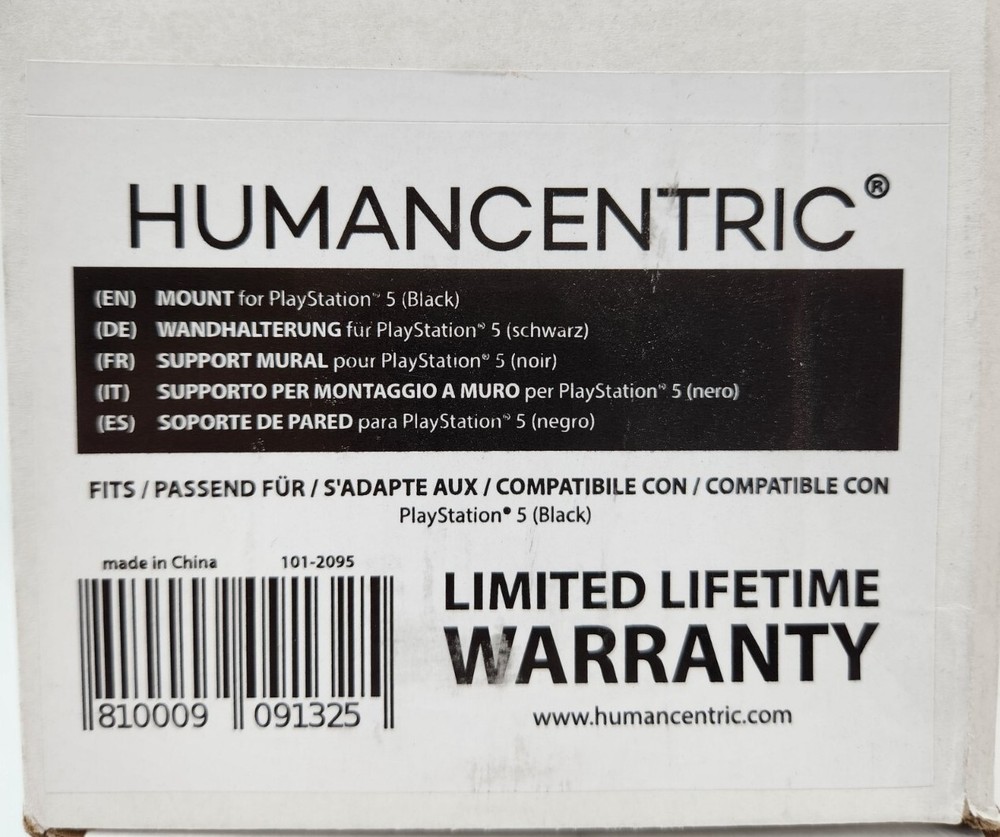 HUMANCENTRIC®
(EN) MOUNT for PlayStation™ 5 (Black)
(DE) WANDHALTERUNG für PlayStation® 5 (schwarz)
(FR) SUPPORT MURAL pour PlayStation® 5 (noir)
(IT) SUPPORTO PER MONTAGGIO A MURO per PlayStation® 5 (nero)
(ES) SOPORTE DE PARED para PlayStation® 5 (negro)
FITS / PASSEND FÜR / S'ADAPTE AUX / COMPATIBILE CON / COMPATIBLE CON
PlayStation® 5 (Black)
made in China 101-2095
810009 091325
LIMITED LIFETIME
WARRANTY
www.humancentric.com